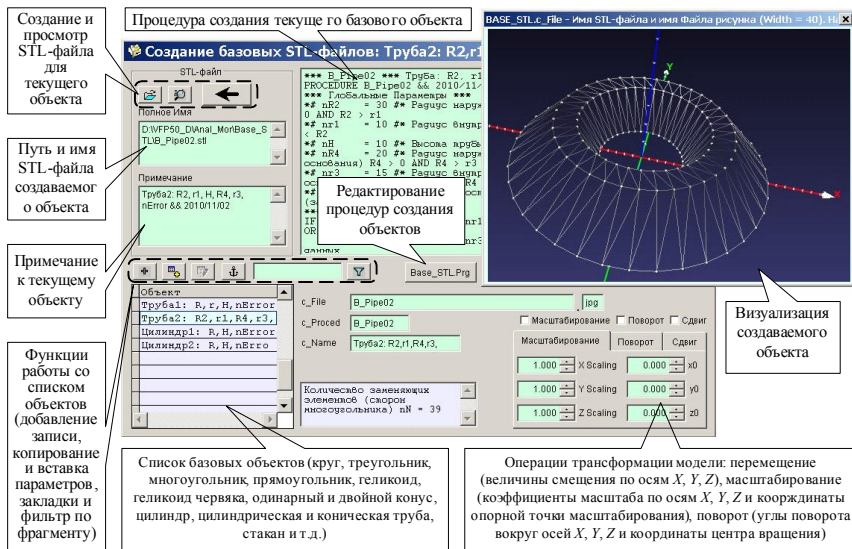 Создание и
просмотр
STL-файла
для
текущего
объекта
Процедура создания текуще го базового объекта
BASE_STL.c_File - Имя STL-файла и имя Файла рисунка (Width = 40). На
Создание базовых STL-файлов: Труба2: R2,r1
STL-файл
Полное Имя
D:\VFP50_D\Anal_Mor\Base_S
TL\B_Pipe02.stl
Примечание
Труба2: R2, r1, H, R4, r3,
nError && 2010/11/02
*** B_Pipe02 *** Труба: R2, r1
PROCEDURE B_Pipe02 && 2010/11/
*** Глобальные Параметры ***
*# nR2 = 30 #* Радиус наруж
0 AND R2 > r1
*# nr1 = 10 #* Радиус внутр
< R2
*# nH = 10 #* Высота трубы
*# nR4 = 20 #* Радиус наруж
основания) R4 > 0 AND R4 > r3
*# nr3 = 15 #* Радиус внутр
Y
X
Путь и имя
STL-файла
создаваемог
о объекта
Редактирование
процедур создания
объектов
Примечание
к текущему
объекту
Base_STL.Prg
Визуализация
создаваемого
объекта
Объект
Труба1: R,r,H,nError
Труба2: R2,r1,R4,r3,
Цилиндр1: R,H,nError
Цилиндр2: R,H,nErro
c_File
B_Pipe02
. jpg
c_Proced
B_Pipe02
c_Name
Труба2: R2,r1,R4,r3,
Масштабирование Поворот Сдвиг
Масштабирование Поворот Сдвиг
1.000 X Scaling 0.000 x0
1.000 Y Scaling 0.000 y0
1.000 Z Scaling 0.000 z0
Количество заменяющих
элементов (сторон
многоугольника) nN = 39
Функции
работы со
списком
объектов
(добавление
записи,
копирование
и вставка
параметров,
закладки и
фильтр по
фрагменту)
Список базовых объектов (круг, треугольник,
многоугольник, прямоугольник, геликоид,
геликоид червяка, одинарный и двойной конус,
цилиндр, цилиндрическая и коническая труба,
стакан и т.д.)
Операции трансформации модели: перемещение
(величины смещения по осям X, Y, Z), масштабирование
(коэффициенты масштаба по осям X, Y, Z и коорждинаты
опорной точки масштабирования), поворот (углы поворота
вокруг осей X, Y, Z и координаты центра вращения)